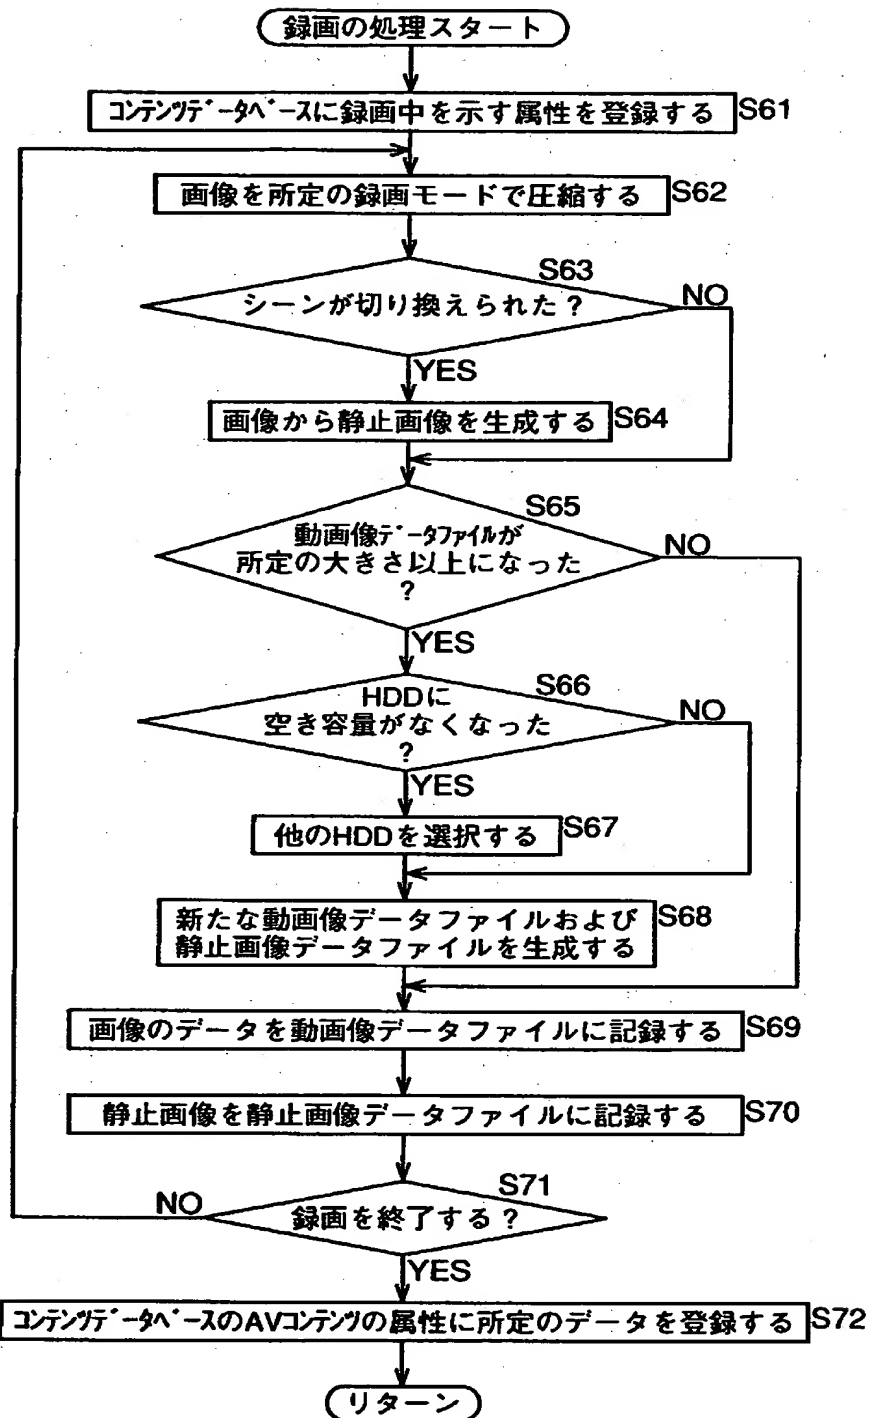 録画の処理スタート
コンテンツデータベースに録画中を示す属性を登録する S61
画像を所定の録画モードで圧縮する S62
S63
シーンが切り換えられた?
NO
YES
画像から静止画像を生成する S64
S65
動画像データファイルが
所定の大きさ以上になった
?
NO
YES
S66
HDDに
空き容量がなくなった
?
NO
YES
他のHDDを選択する S67
新たな動画像データファイルおよび
静止画像データファイルを生成する
S68
画像のデータを動画像データファイルに記録する S69
静止画像を静止画像データファイルに記録する S70
S71
録画を終了する?
NO
YES
コンテンツデータベースのAVコンテンツの属性に所定のデータを登録する S72
リターン